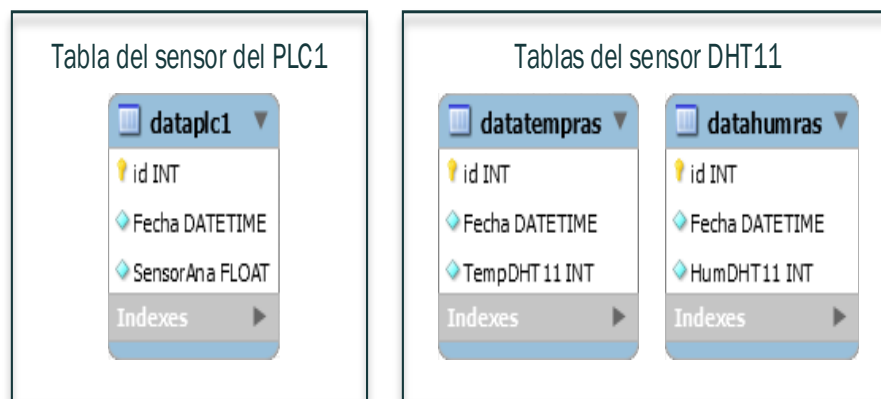 Tabla del sensor del PLC1
dataplc1
id INT
Fecha DATETIME
SensorAna FLOAT
Indexes
Tablas del sensor DHT11
datatempras
id INT
Fecha DATETIME
TempDHT11 INT
Indexes
datahumras
id INT
Fecha DATETIME
HumDHT11 INT
Indexes